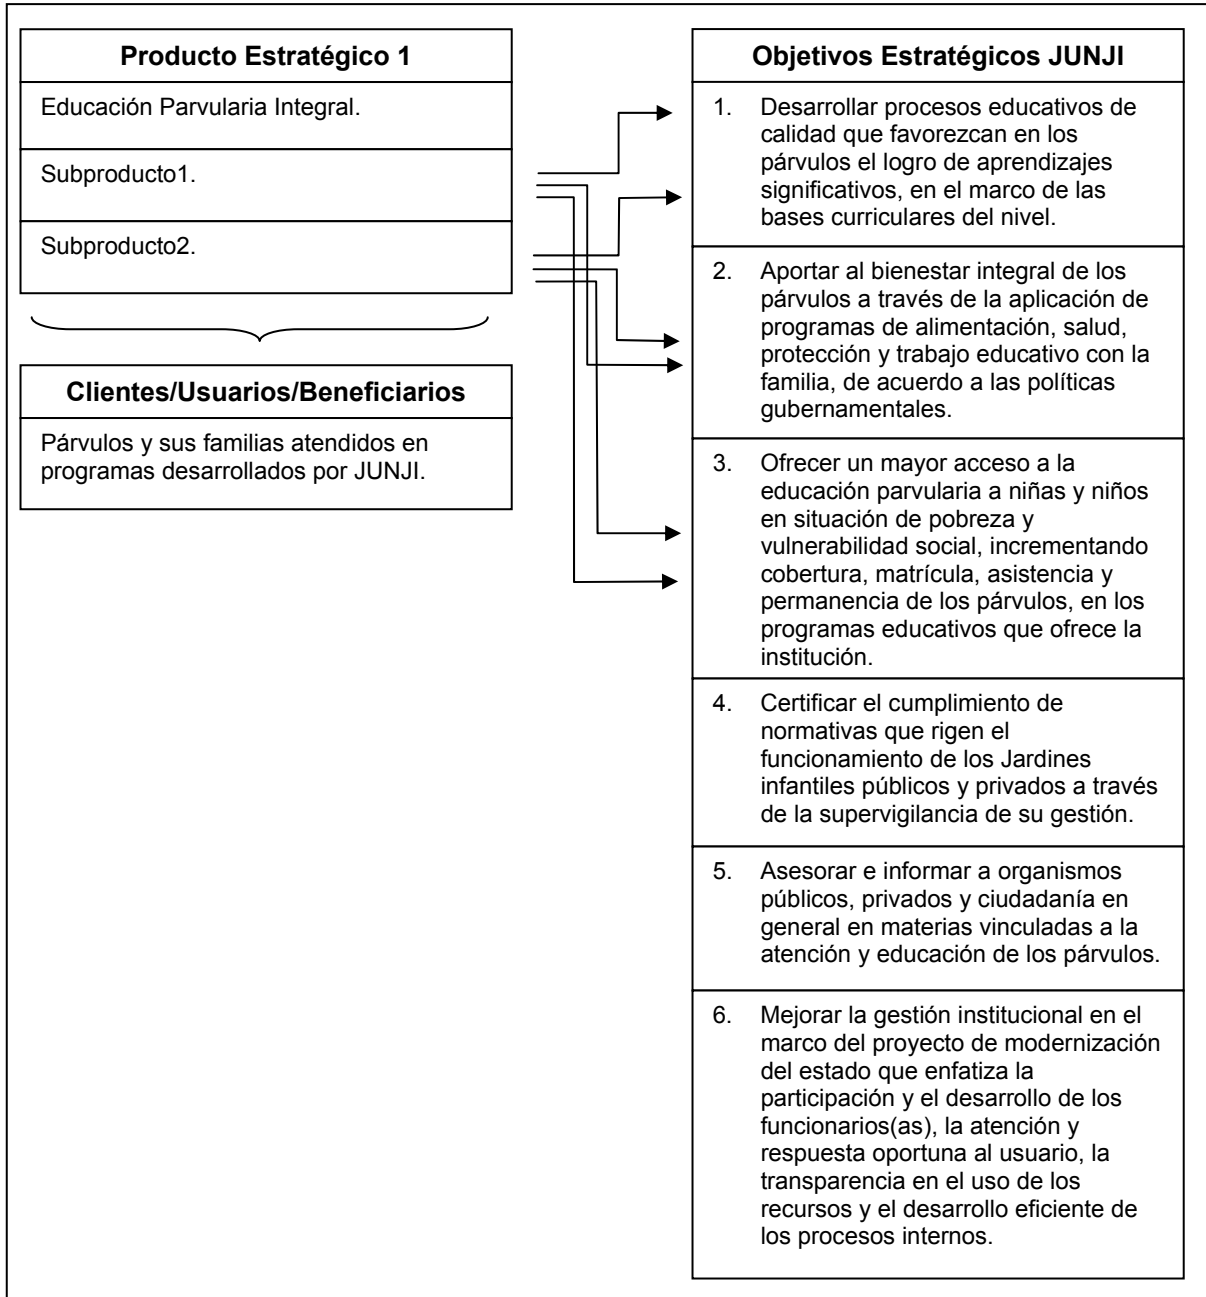 Producto Estratégico 1
Educación Parvularia Integral.
Subproducto1.
Subproducto2.
Clientes/Usuarios/Beneficiarios
Párvulos y sus familias atendidos en
programas desarrollados por JUNJI.
Objetivos Estratégicos JUNJI
1. Desarrollar procesos educativos de
calidad que favorezcan en los
párvulos el logro de aprendizajes
significativos, en el marco de las
bases curriculares del nivel.
2. Aportar al bienestar integral de los
párvulos a través de la aplicación de
programas de alimentación, salud,
protección y trabajo educativo con la
familia, de acuerdo a las políticas
gubernamentales.
3. Ofrecer un mayor acceso a la
educación parvularia a niñas y niños
en situación de pobreza y
vulnerabilidad social, incrementando
cobertura, matrícula, asistencia y
permanencia de los párvulos, en los
programas educativos que ofrece la
institución.
4. Certificar el cumplimiento de
normativas que rigen el
funcionamiento de los Jardines
infantiles públicos y privados a través
de la supervigilancia de su gestión.
5. Asesorar e informar a organismos
públicos, privados y ciudadanía en
general en materias vinculadas a la
atención y educación de los párvulos.
6. Mejorar la gestión institucional en el
marco del proyecto de modernización
del estado que enfatiza la
participación y el desarrollo de los
funcionarios(as), la atención y
respuesta oportuna al usuario, la
transparencia en el uso de los
recursos y el desarrollo eficiente de
los procesos internos.